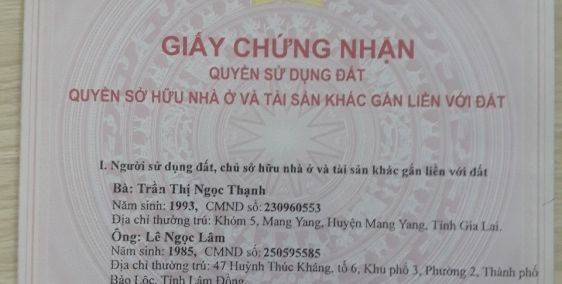 GIẤY CHỨNG NHẬN
QUYỀN SỬ DỤNG ĐẤT
QUYỀN SỞ HỮU NHÀ Ở VÀ TÀI SẢN KHÁC GẮN LIỀN VỚI ĐẤT
I. Người sử dụng đất, chủ sở hữu nhà ở và tài sản khác gắn liền với đất
Bà: Trần Thị Ngọc Thạnh
Năm sinh: 1993, CMND số: 230960553
Địa chỉ thường trú: Khóm 5, Mang Yang, Huyện Mang Yang, Tỉnh Gia Lai.
Ông: Lê Ngọc Lâm
Năm sinh: 1985, CMND số: 250595585
Địa chỉ thường trú: 47 Huỳnh Thúc Kháng, tổ 6, Khu phố 3, Phường 2, Thành phố
Bảo Lộc, Tỉnh Lâm Đồng